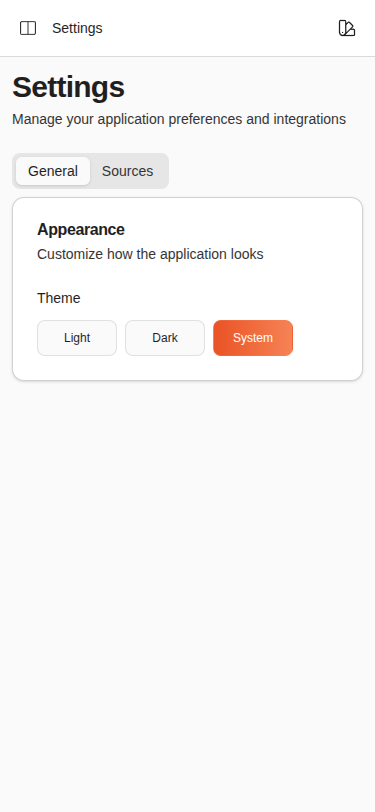 Settings
Settings
Manage your application preferences and integrations
General Sources
Appearance
Customize how the application looks
Theme
Light Dark System